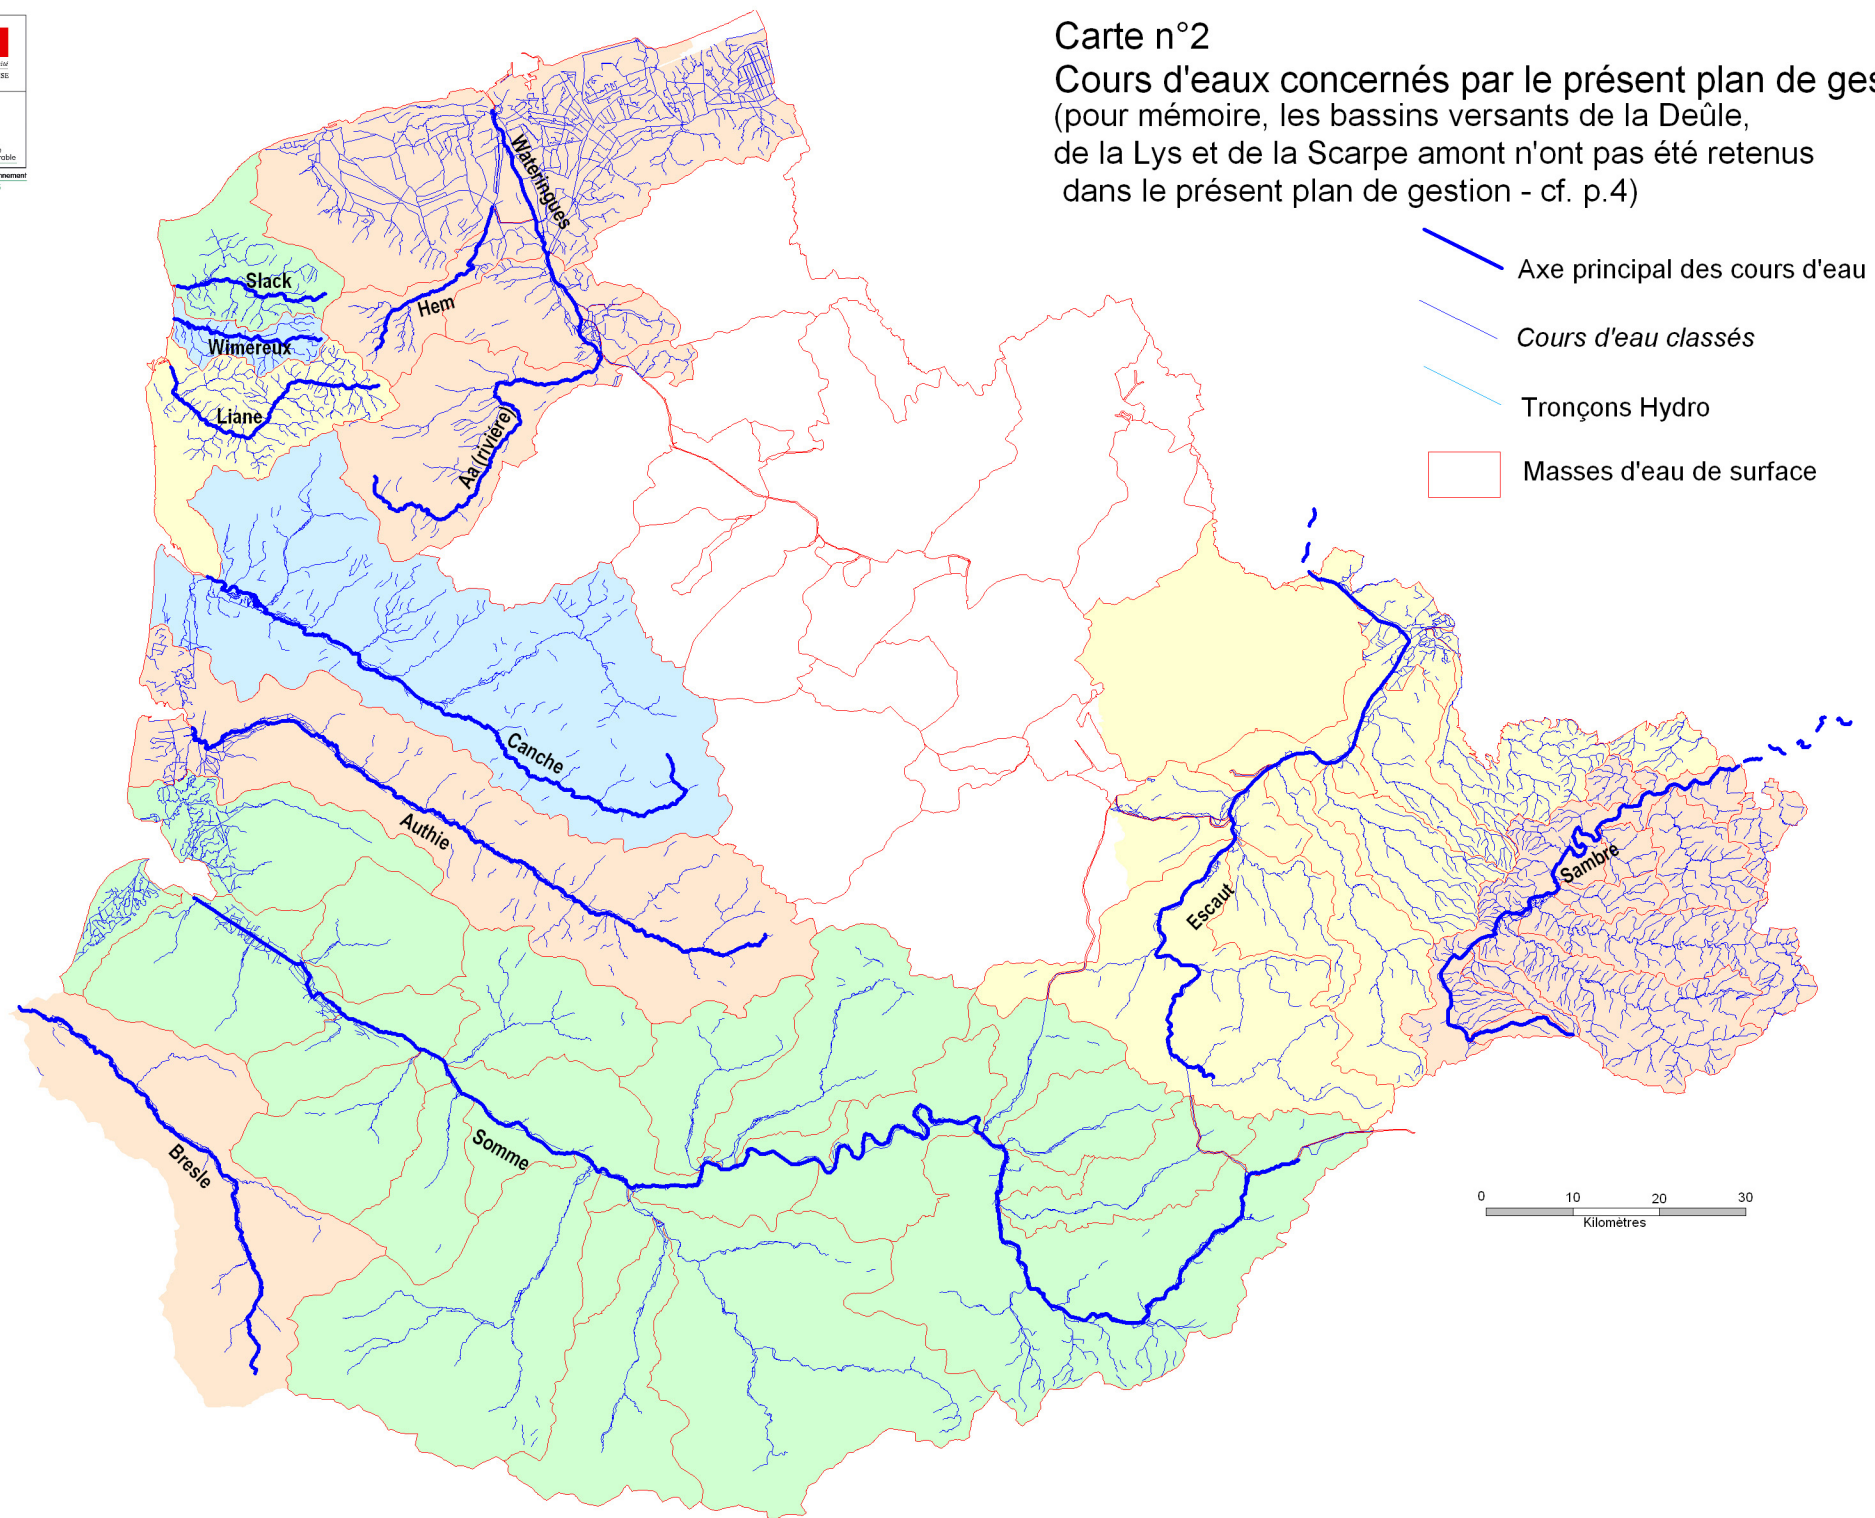 Carte n°2
Cours d'eaux concernés par le présent plan de ges
(pour mémoire, les bassins versants de la Deûle,
de la Lys et de la Scarpe amont n'ont pas été retenus
dans le présent plan de gestion - cf. p.4)
Axe principal des cours d'eau
Cours d'eau classés
Tronçons Hydro
Masses d'eau de surface
Wateringues
Slack
Hem
Wimereux
Liane
Aa (rivière)
Canche
Authie
Sambre
Escaut
Somme
Bresle
0 10 20 30
Kilomètres